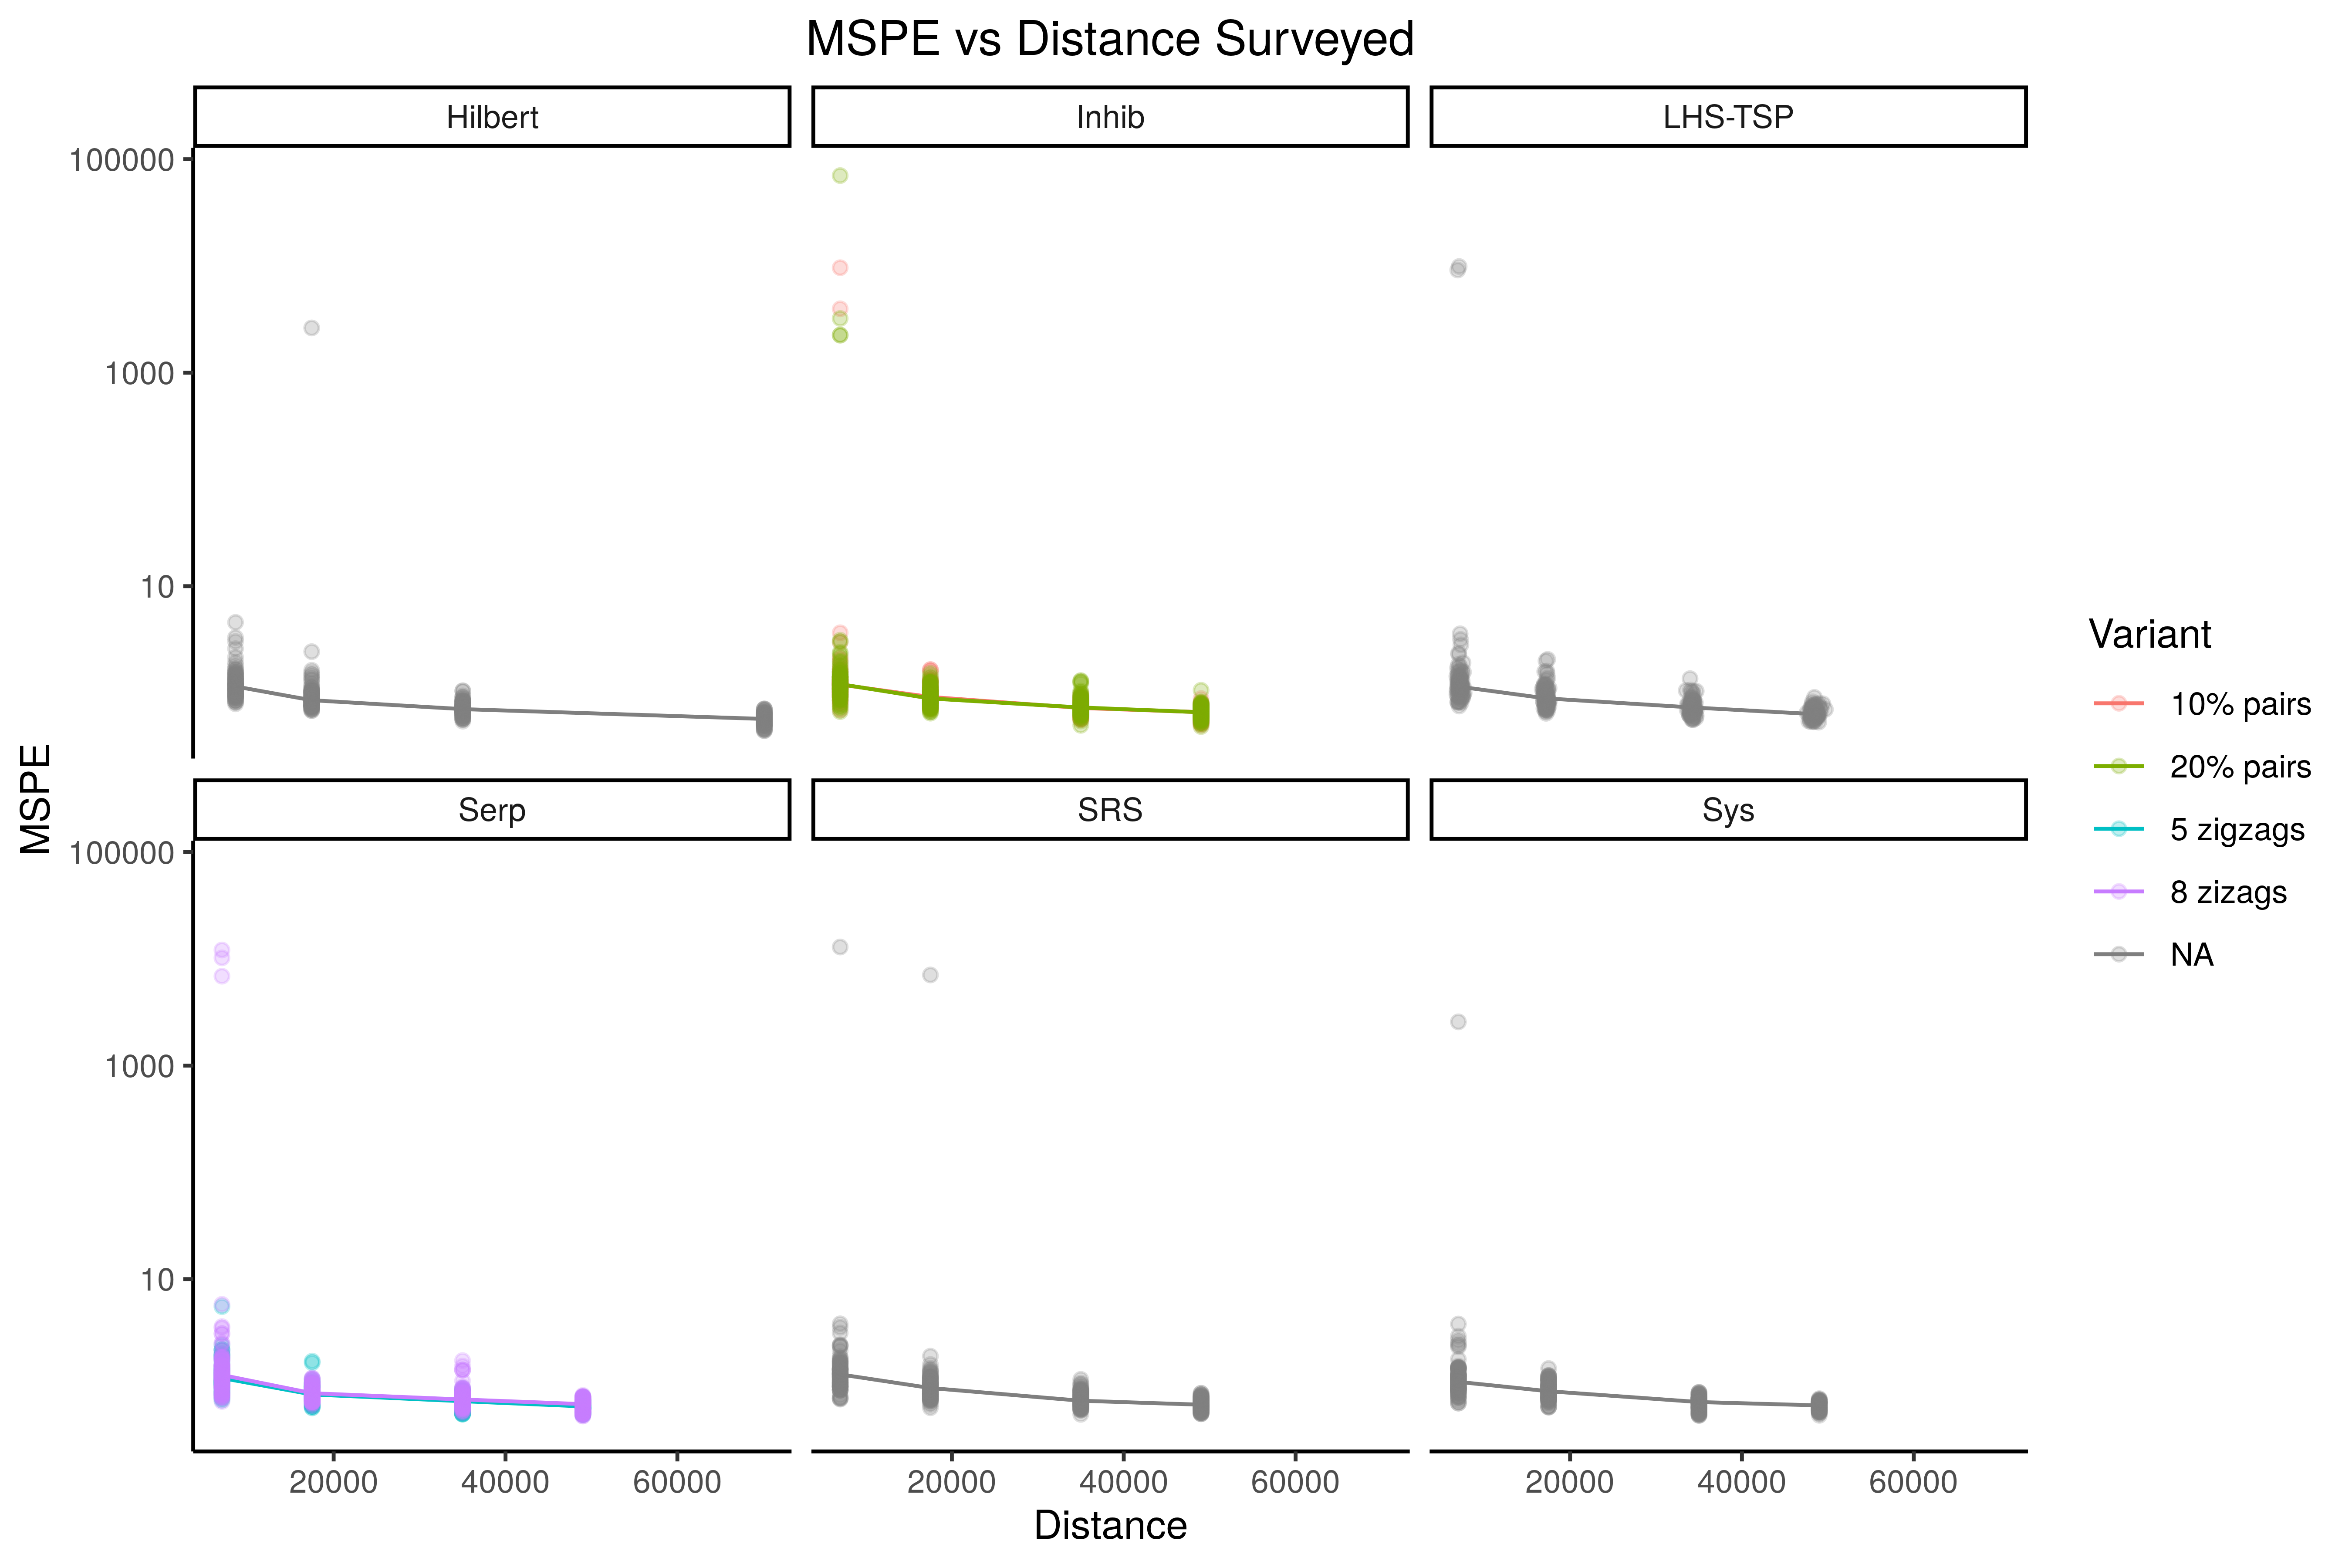 MSPE vs Distance Surveyed
Hilbert
Inhib
LHS-TSP
100000
1000
10
Serp
SRS
Sys
100000
1000
10
20000
40000
60000
20000
40000
60000
20000
40000
60000
Distance
MSPE
Variant
10% pairs
20% pairs
5 zigzags
8 zizags
NA